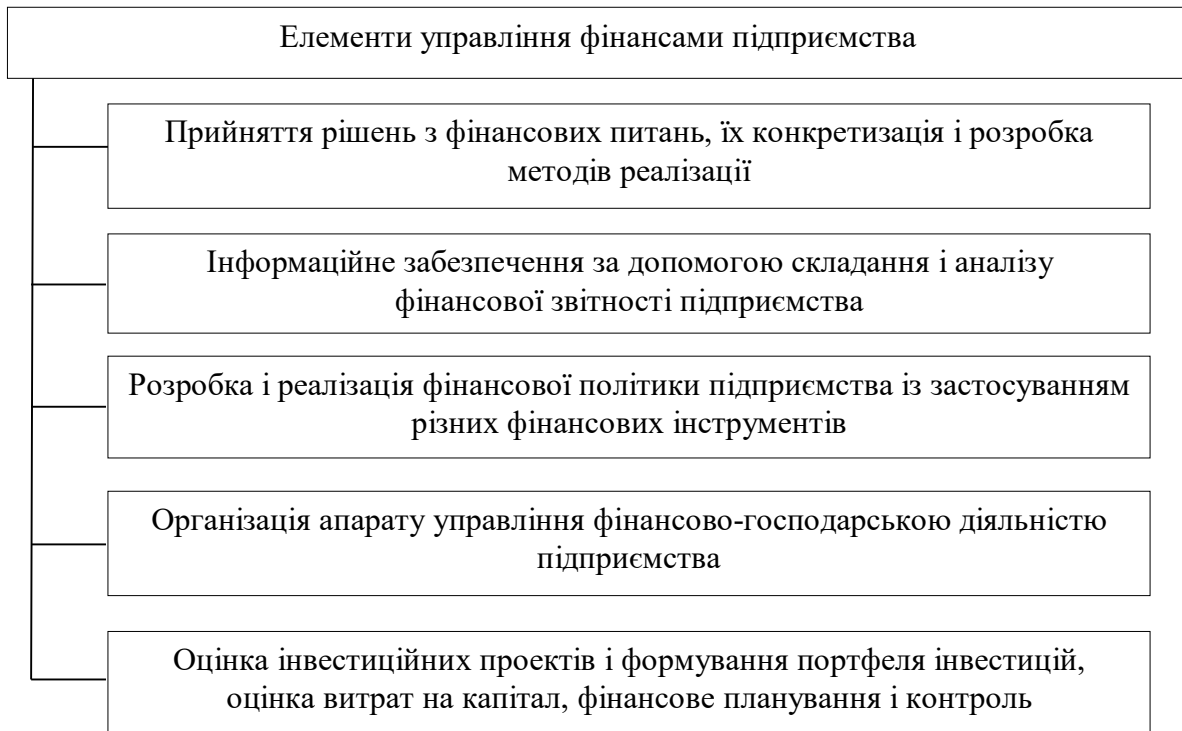 Елементи управління фінансами підприємства
Прийняття рішень з фінансових питань, їх конкретизація і розробка
методів реалізації
Інформаційне забезпечення за допомогою складання і аналізу
фінансової звітності підприємства
Розробка і реалізація фінансової політики підприємства із застосуванням
різних фінансових інструментів
Організація апарату управління фінансово-господарською діяльністю
підприємства
Оцінка інвестиційних проектів і формування портфеля інвестицій,
оцінка витрат на капітал, фінансове планування і контроль